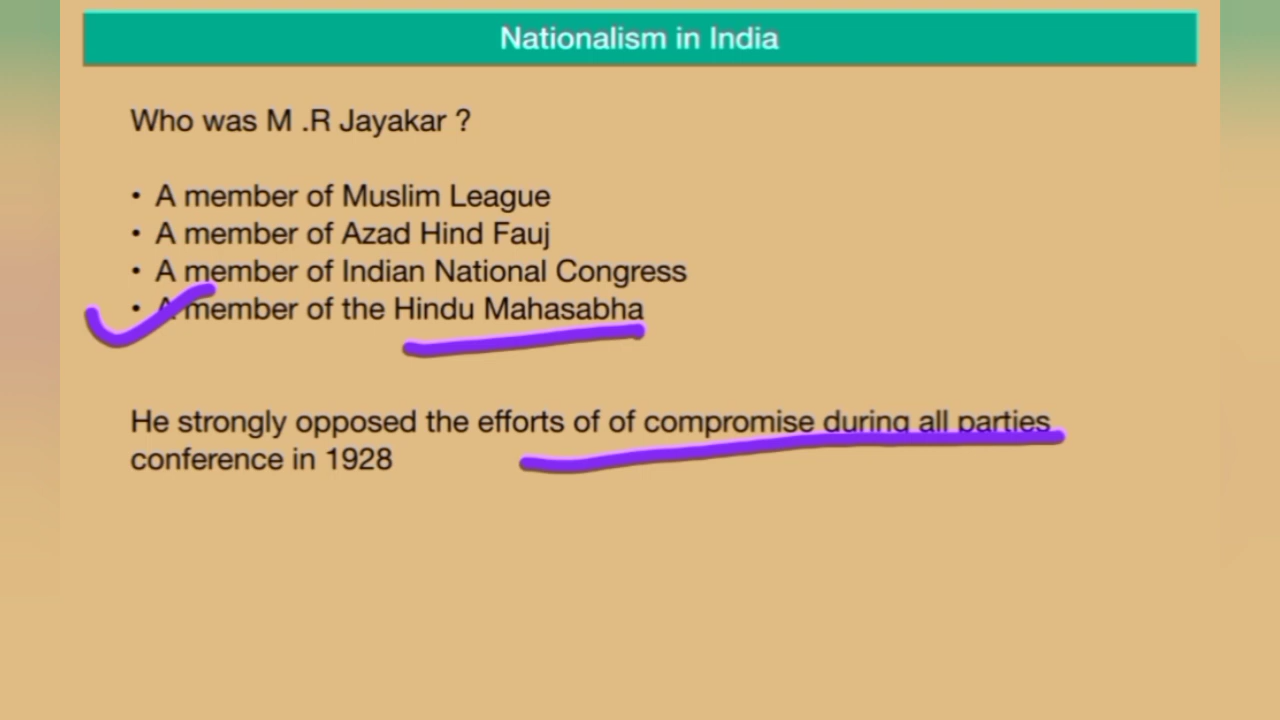 Nationalism in India
Who was M .R Jayakar ?
• A member of Muslim League
• A member of Azad Hind Fauj
• A member of Indian National Congress
• A member of the Hindu Mahasabha
He strongly opposed the efforts of of compromise during all parties
conference in 1928